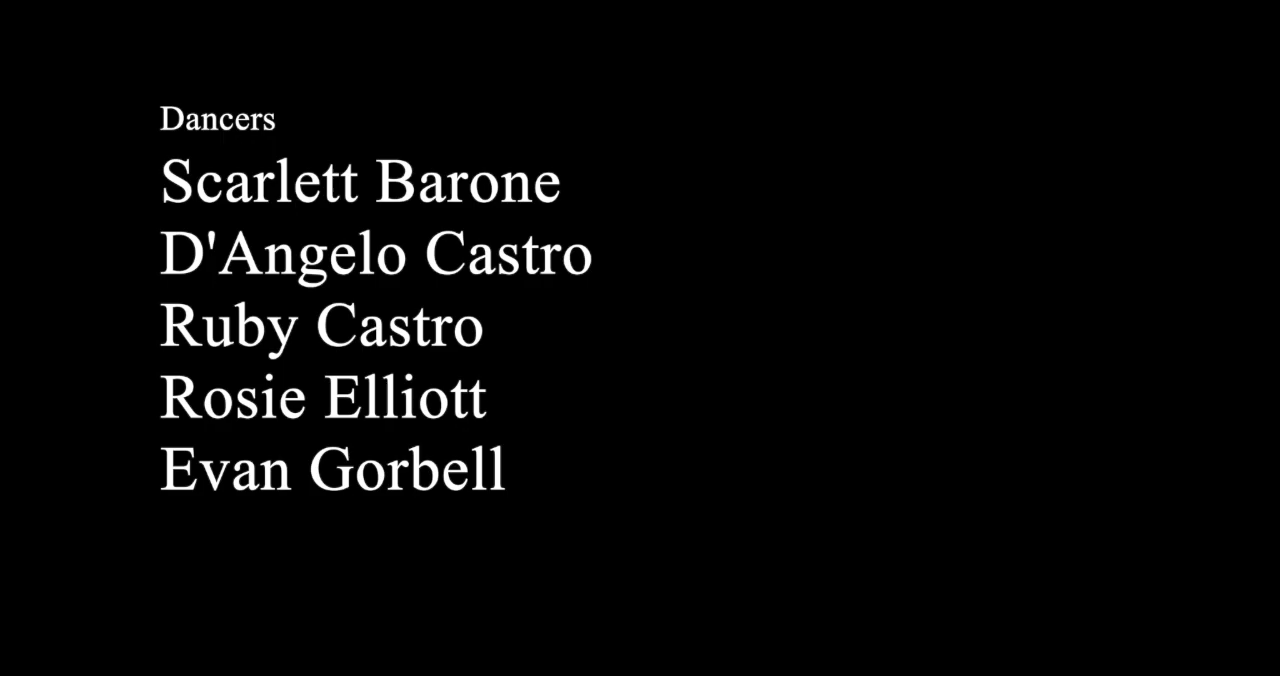 Dancers
Scarlett Barone
D'Angelo Castro
Ruby Castro
Rosie Elliott
Evan Gorbell